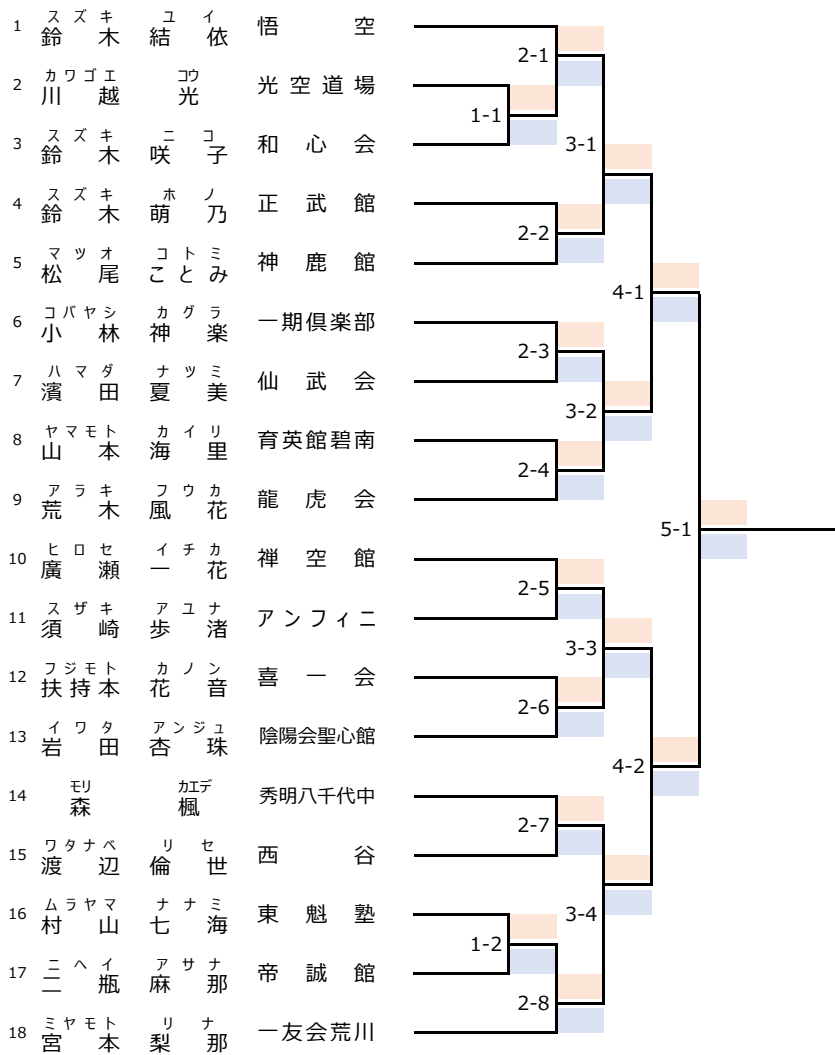 スズキ ユイ
1 鈴木 結依 悟空
2-1
カワゴエ コウ
2 川越 光 光空道場
1-1
スズキ ニコ
3 鈴木 咲子 和心会
3-1
スズキ ホノ
4 鈴木 萌乃 正武館
2-2
マツオ コトミ
5 松尾 ことみ 神鹿館
4-1
コバヤシ カグラ
6 小林 神楽 一期倶楽部
2-3
ハマダ ナツミ
7 濱田 夏美 仙武会
3-2
ヤマモト カイリ
8 山本 海里 育英館碧南
2-4
アラキ フウカ
9 荒木 風花 龍虎会
5-1
ヒロセ イチカ
10 廣瀬 一花 禅空館
2-5
スザキ アユナ
11 須崎 歩渚 アンフィニ
3-3
フジモト カノン
12 扶持本 花音 喜一会
2-6
イワタ アンジュ
13 岩田 杏珠 陰陽会聖心館
4-2
モリ カエデ
14 森 楓 秀明八千代中
2-7
ワタナベ リセ
15 渡辺 倫世 西谷
ムラヤマ ナナミ
16 村山 七海 東魁塾
3-4
1-2
ニヘイ アサナ
17 二瓶 麻那 帝誠館
2-8
ミヤモト リナ
18 宮本 梨那 一友会荒川